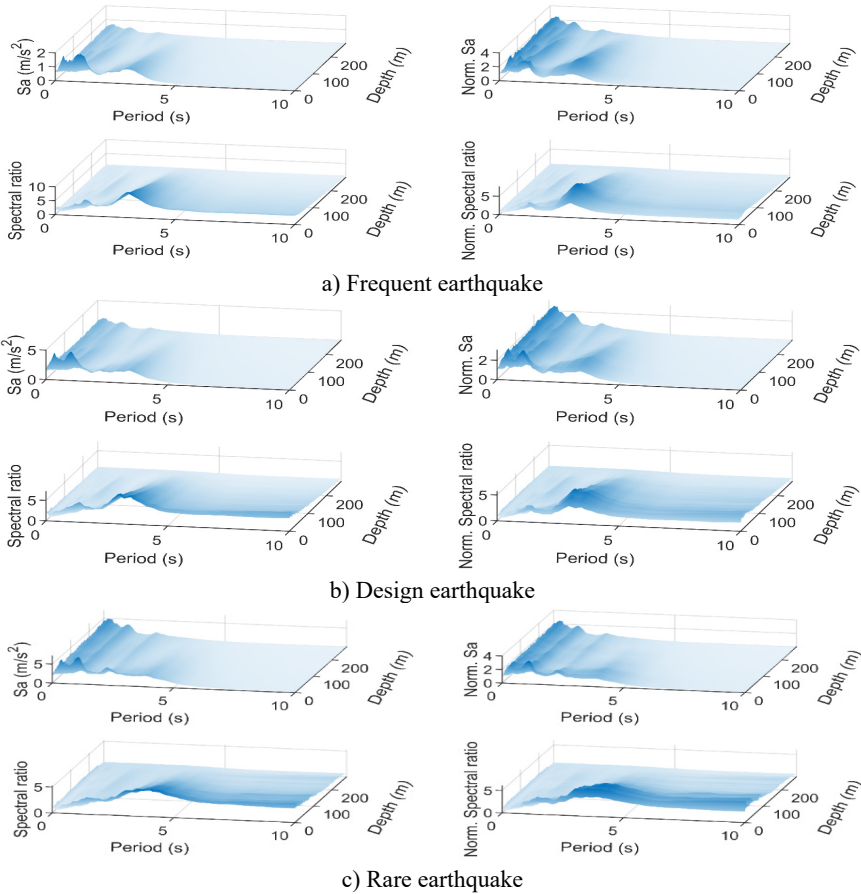 Sa (m/s²)
2
1
0
0
5
10
Period (s)
0
100
200
Depth (m)
Norm. Sa
4
2
0
0
5
10
Period (s)
0
100
200
Depth (m)
Spectral ratio
10
5
0
0
5
10
Period (s)
0
100
200
Depth (m)
Norm. Spectral ratio
5
0
0
5
10
Period (s)
0
100
200
Depth (m)
a) Frequent earthquake
Sa (m/s²)
5
0
0
5
10
Period (s)
0
100
200
Depth (m)
Norm. Sa
2
0
0
5
10
Period (s)
0
100
200
Depth (m)
Spectral ratio
5
0
0
5
10
Period (s)
0
100
200
Depth (m)
Norm. Spectral ratio
5
0
0
5
10
Period (s)
0
100
200
Depth (m)
b) Design earthquake
Sa (m/s²)
5
0
0
5
10
Period (s)
0
100
200
Depth (m)
Norm. Sa
4
2
0
0
5
10
Period (s)
0
100
200
Depth (m)
Spectral ratio
5
0
0
5
10
Period (s)
0
100
200
Depth (m)
Norm. Spectral ratio
5
0
0
5
10
Period (s)
0
100
200
Depth (m)
c) Rare earthquake